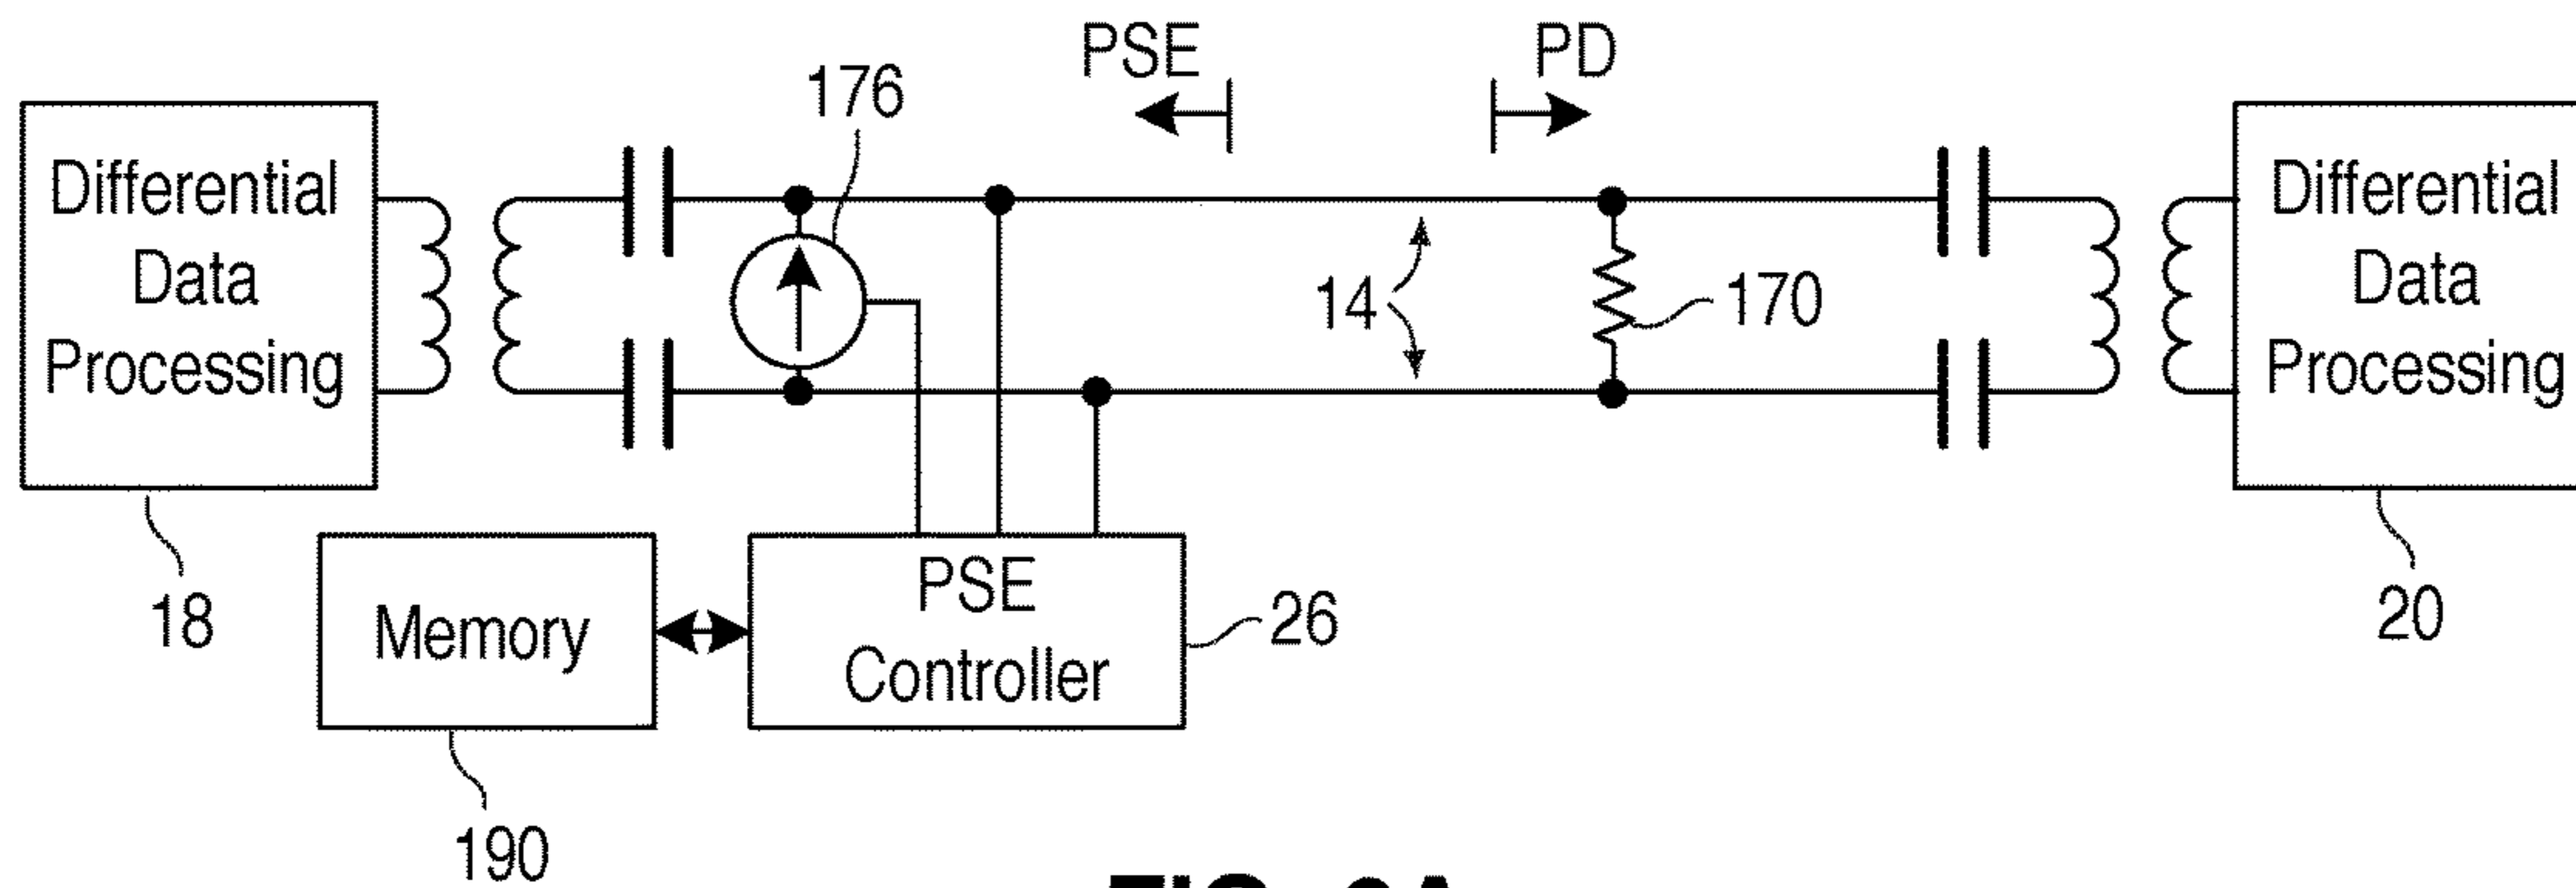 PSE
PD
176
Differential
Data
Processing
14
170
Differential
Data
Processing
18
Memory
PSE
Controller
26
20
190